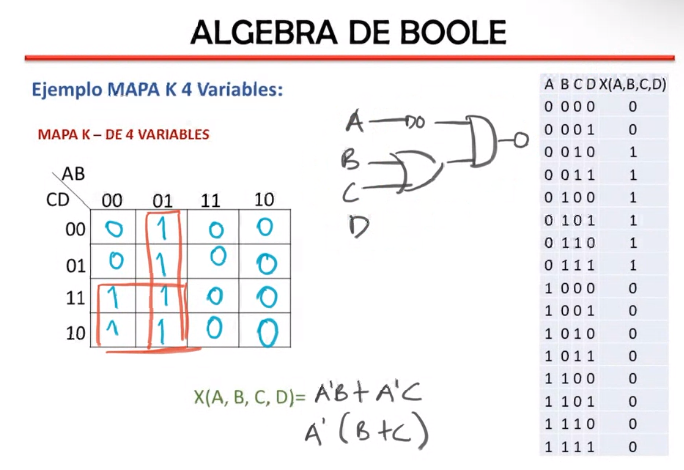 ALGEBRA DE BOOLE
Ejemplo MAPA K 4 Variables:
MAPA K – DE 4 VARIABLES
AB
CD 00 01 11 10
00 0 1 0 0
01 0 1 0 0
11 1 1 0 0
10 1 1 0 0
A
B
C
D
X(A, B, C, D)= A'B + A'C
A' (B+C)
A B C D X(A,B,C,D)
0 0 0 0 0
0 0 0 1 0
0 0 1 0 1
0 0 1 1 1
0 1 0 0 1
0 1 0 1 1
0 1 1 0 1
0 1 1 1 1
1 0 0 0 0
1 0 0 1 0
1 0 1 0 0
1 0 1 1 0
1 1 0 0 0
1 1 0 1 0
1 1 1 0 0
1 1 1 1 0